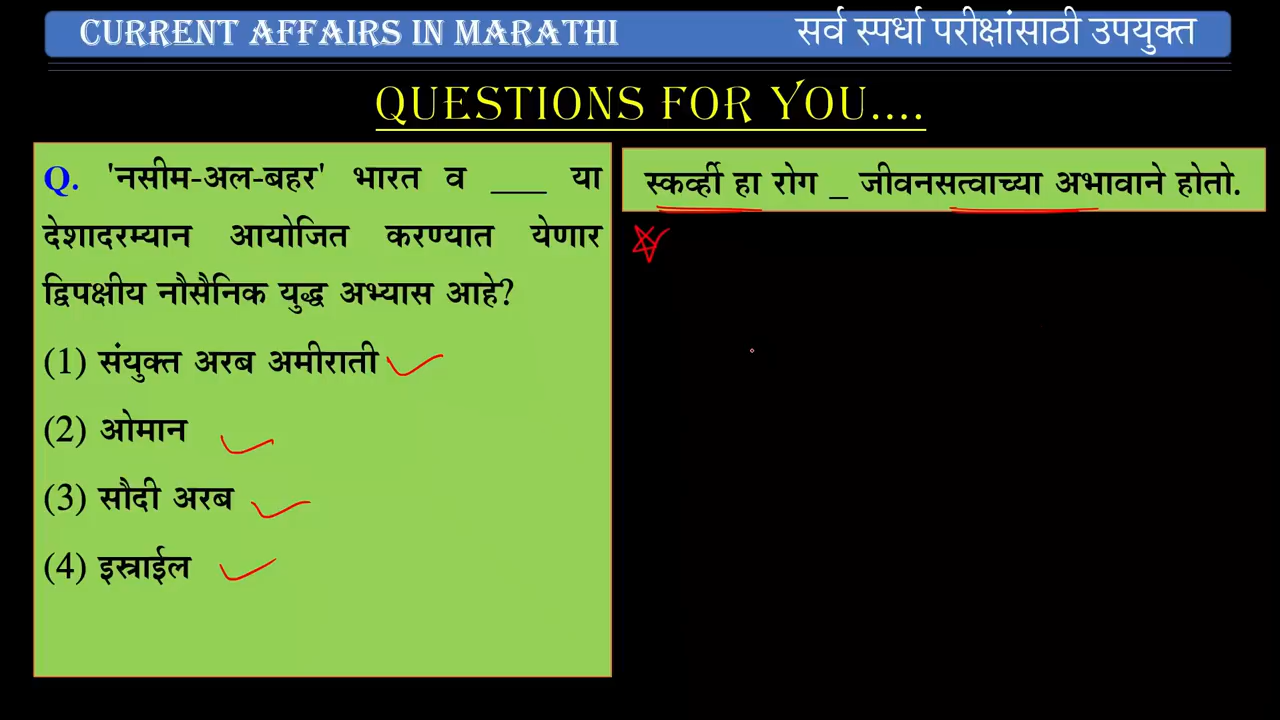 CURRENT AFFAIRS IN MARATHI
सर्व स्पर्धा परीक्षांसाठी उपयुक्त
QUESTIONS FOR YOU....
Q. 'नसीम-अल-बहर' भारत व ___ या
देशादरम्यान आयोजित करण्यात येणार
द्विपक्षीय नौसैनिक युद्ध अभ्यास आहे?
(1) संयुक्त अरब अमीराती
(2) ओमान
(3) सौदी अरब
(4) इस्त्राईल
स्कर्व्ही हा रोग _ जीवनसत्वाच्या अभावाने होतो.